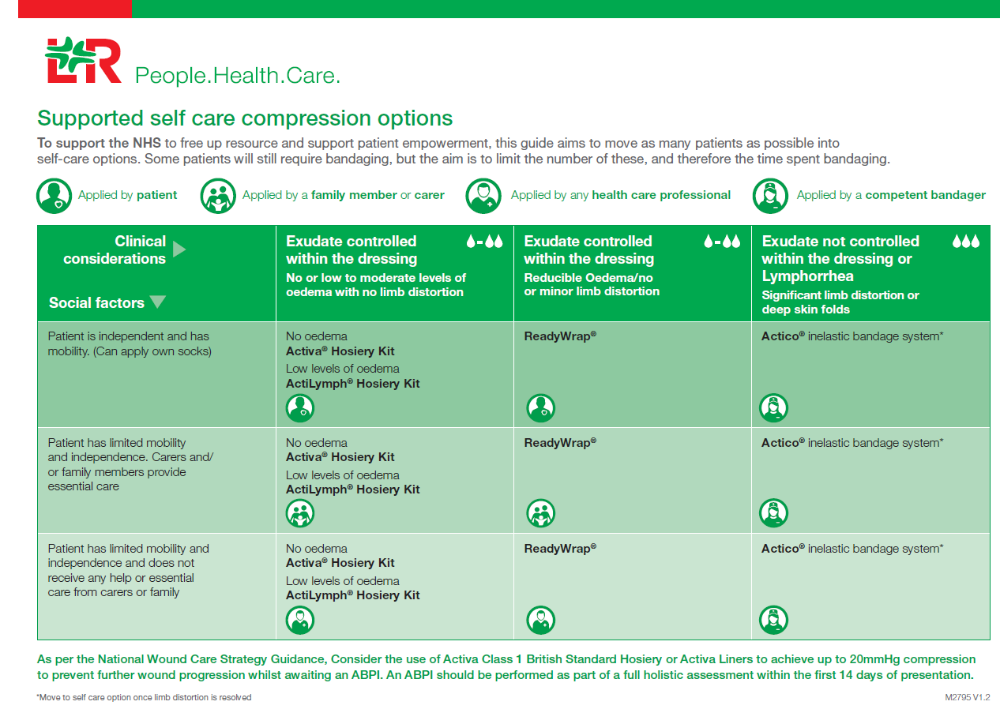 L&R
People.Health.Care.
Supported self care compression options
To support the NHS to free up resource and support patient empowerment, this guide aims to move as many patients as possible into
self-care options. Some patients will still require bandaging, but the aim is to limit the number of these, and therefore the time spent bandaging.
Applied by patient
Applied by a family member or carer
Applied by any health care professional
Applied by a competent bandager
Clinical
considerations
Social factors
Exudate controlled
within the dressing
No or low to moderate levels of
oedema with no limb distortion
Exudate controlled
within the dressing
Reducible Oedema/no
or minor limb distortion
Exudate not controlled
within the dressing or
Lymphorrhea
Significant limb distortion or
deep skin folds
Patient is independent and has
mobility. (Can apply own socks)
No oedema
Activa® Hosiery Kit
Low levels of oedema
ActiLymph® Hosiery Kit
ReadyWrap®
Actico® inelastic bandage system*
Patient has limited mobility
and independence. Carers and/
or family members provide
essential care
No oedema
Activa® Hosiery Kit
Low levels of oedema
ActiLymph® Hosiery Kit
ReadyWrap®
Actico® inelastic bandage system*
Patient has limited mobility and
independence and does not
receive any help or essential
care from carers or family
No oedema
Activa® Hosiery Kit
Low levels of oedema
ActiLymph® Hosiery Kit
ReadyWrap®
Actico® inelastic bandage system*
As per the National Wound Care Strategy Guidance, Consider the use of Activa Class 1 British Standard Hosiery or Activa Liners to achieve up to 20mmHg compression
to prevent further wound progression whilst awaiting an ABPI. An ABPI should be performed as part of a full holistic assessment within the first 14 days of presentation.
*Move to self care option once limb distortion is resolved
M2795 V1.2